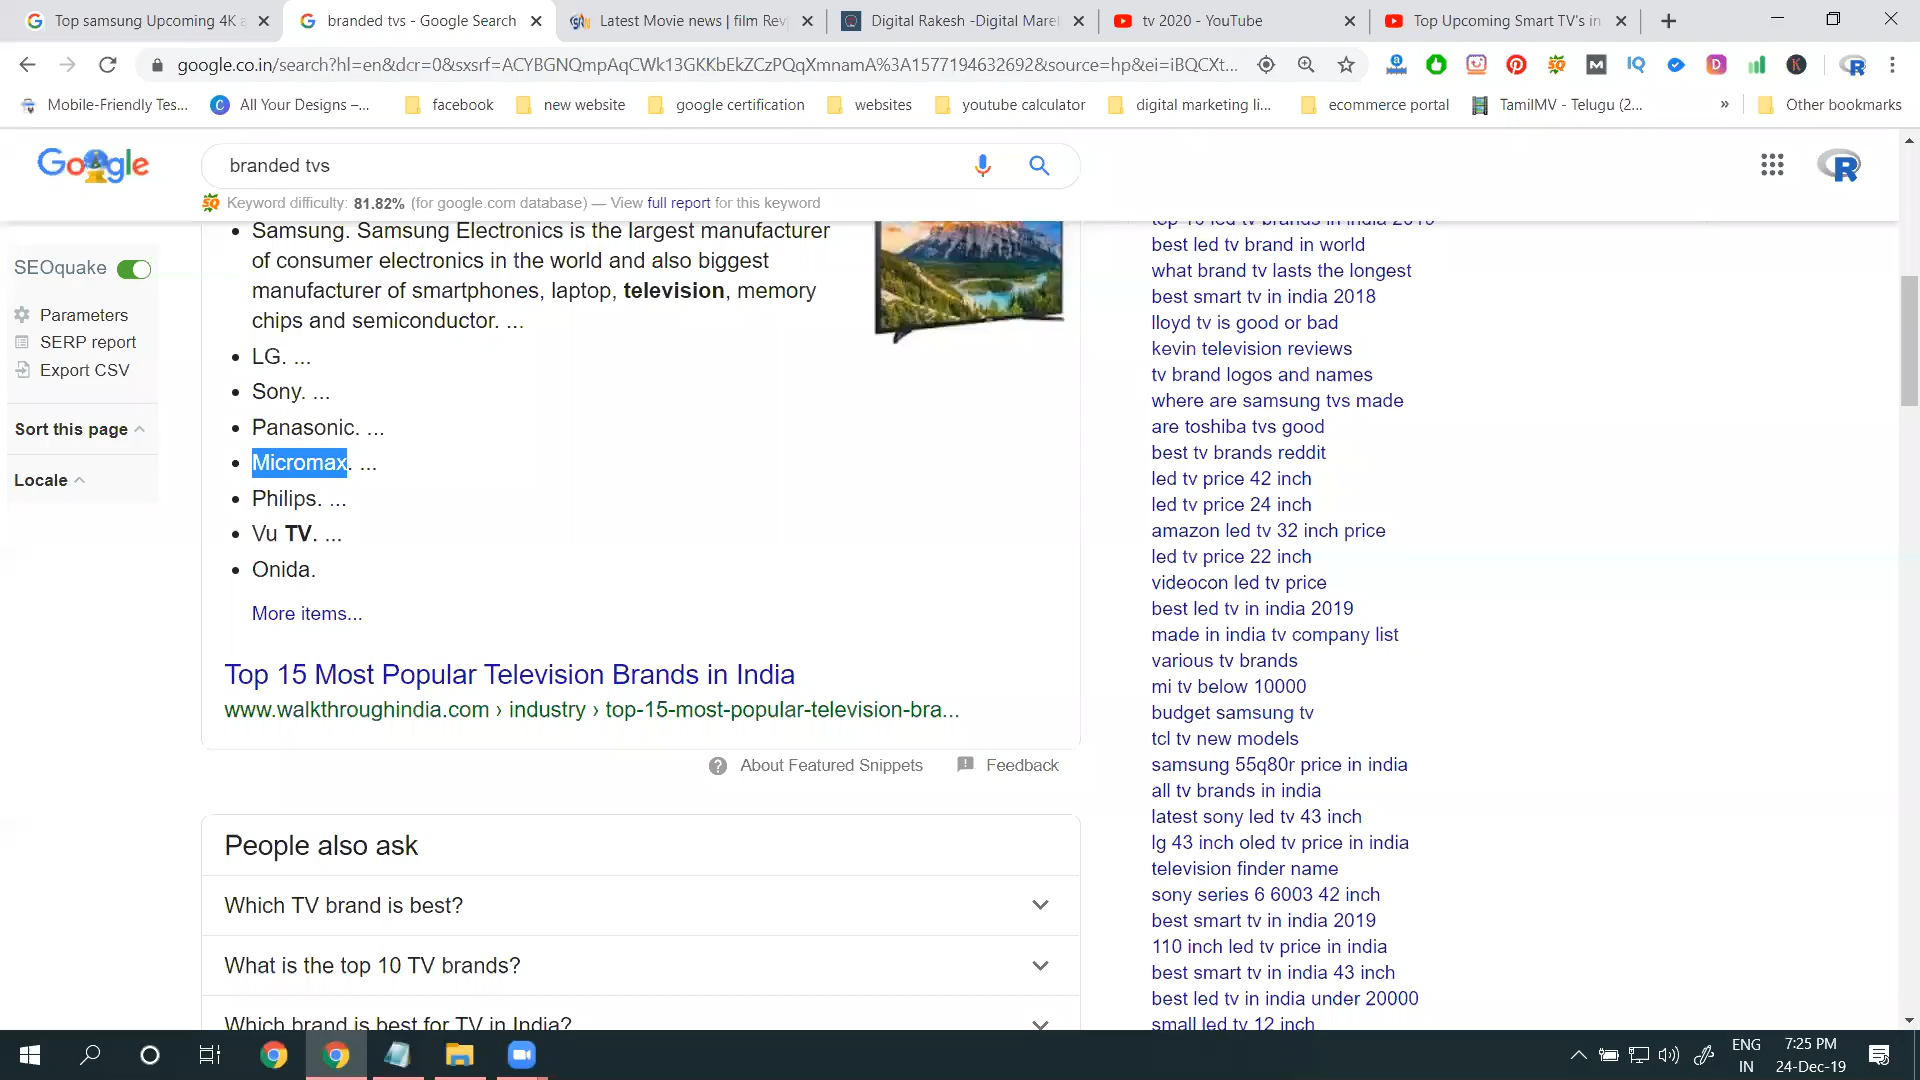 Top samsung Upcoming 4K a
branded tvs - Google Search
Latest Movie news | film Rev
Digital Rakesh -Digital Mare
tv 2020 - YouTube
Top Upcoming Smart TV's in
google.co.in/search?hl=en&dcr=0&sxsrf=ACYBGNQmpAqCWk13GKKbEkZCzPQqXmnamA%3A1577194632692&source=hp&ei=iBQCXt...
Mobile-Friendly Tes...
All Your Designs –...
facebook
new website
google certification
websites
youtube calculator
digital marketing li...
ecommerce portal
TamilMV - Telugu (2...
»
Other bookmarks
Google
branded tvs
Keyword difficulty: 81.82% (for google.com database) — View full report for this keyword
SEOquake
Parameters
SERP report
Export CSV
Sort this page
Locale
Samsung. Samsung Electronics is the largest manufacturer
of consumer electronics in the world and also biggest
manufacturer of smartphones, laptop, television, memory
chips and semiconductor. ...
LG. ...
Sony. ...
Panasonic. ...
Micromax. ...
Philips. ...
Vu TV. ...
Onida.
More items...
Top 15 Most Popular Television Brands in India
www.walkthroughindia.com › industry › top-15-most-popular-television-bra...
About Featured Snippets
Feedback
People also ask
Which TV brand is best?
What is the top 10 TV brands?
Which brand is best for TV in India?
top 10 led tv brands in india 2019
best led tv brand in world
what brand tv lasts the longest
best smart tv in india 2018
lloyd tv is good or bad
kevin television reviews
tv brand logos and names
where are samsung tvs made
are toshiba tvs good
best tv brands reddit
led tv price 42 inch
led tv price 24 inch
amazon led tv 32 inch price
led tv price 22 inch
videocon led tv price
best led tv in india 2019
made in india tv company list
various tv brands
mi tv below 10000
budget samsung tv
tcl tv new models
samsung 55q80r price in india
all tv brands in india
latest sony led tv 43 inch
lg 43 inch oled tv price in india
television finder name
sony series 6 6003 42 inch
best smart tv in india 2019
110 inch led tv price in india
best smart tv in india 43 inch
best led tv in india under 20000
small led tv 12 inch
ENG
IN
7:25 PM
24-Dec-19